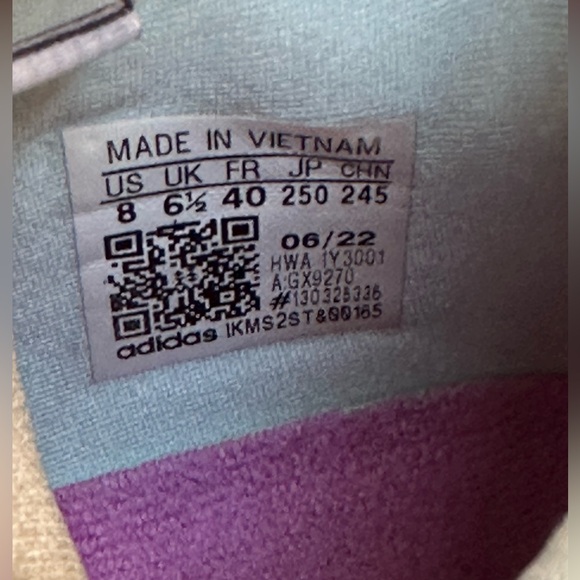 MADE IN VIETNAM
US UK FR JP CHN
8 6½ 40 250 245
06/22
HWA 1Y3001
A:GX9270
#130325336
adidas IKMS2ST&00165